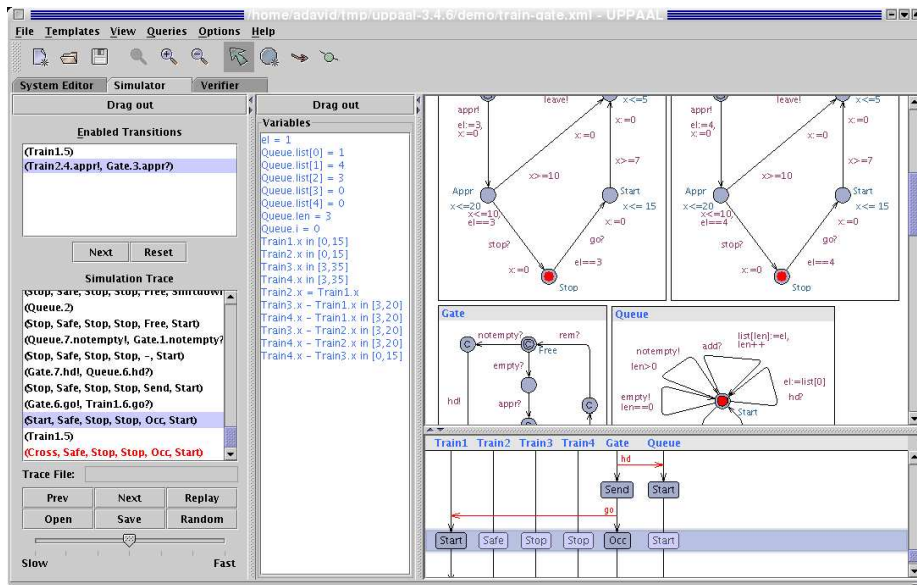 /home/adavid/tmp/uppaal-3.4.6/demo/train-gate.xml - UPPAAL
File Templates View Queries Options Help
System Editor Simulator Verifier
Drag out
Enabled Transitions
(Train1.5)
(Train2.4.appr!, Gate.3.appr?)
Next Reset
Simulation Trace
(Queue.2)
(Stop, Safe, Stop, Stop, Free, Start)
(Queue.7.notempty!, Gate.1.notempty?
(Stop, Safe, Stop, Stop, -, Start)
(Gate.7.hd!, Queue.6.hd?)
(Stop, Safe, Stop, Stop, Send, Start)
(Gate.6.go!, Train1.6.go?)
(Start, Safe, Stop, Stop, Occ, Start)
(Train1.5)
(Cross, Safe, Stop, Stop, Occ, Start)
Trace File:
Prev Next Replay
Open Save Random
Slow Fast
Drag out
Variables
el = 1
Queue.list[0] = 1
Queue.list[1] = 4
Queue.list[2] = 3
Queue.list[3] = 0
Queue.list[4] = 0
Queue.len = 3
Queue.i = 0
Train1.x in [0,15]
Train2.x in [0,15]
Train3.x in [3,35]
Train4.x in [3,35]
Train2.x = Train1.x
Train3.x - Train1.x in [3,20]
Train4.x - Train1.x in [3,20]
Train3.x - Train2.x in [3,20]
Train4.x - Train2.x in [3,20]
Train4.x - Train3.x in [0,15]
appr!
el:=3,
x:=0
leave!
x<=5
x:=0
x>=7
x>=10
Appr
x<=20
x<=10,
el==3
Start
x<= 15
x:=0
stop?
go?
x:=0
el==3
Stop
appr!
el:=4,
x:=0
leave!
x<=5
x:=0
x>=7
x>=10
Appr
x<=20
x<=10,
el==4
Start
x<= 15
x:=0
stop?
go?
x:=0
el==4
Stop
Gate
notempty?
rem?
C
C
Free
empty?
hd!
appr?
C
Queue
list[len]:=el,
len++
add?
notempty!
len>0
el:=list[0]
hd?
empty!
len==0
Start
Train1 Train2 Train3 Train4 Gate Queue
hd
Send Start
go
Start Safe Stop Stop Occ Start